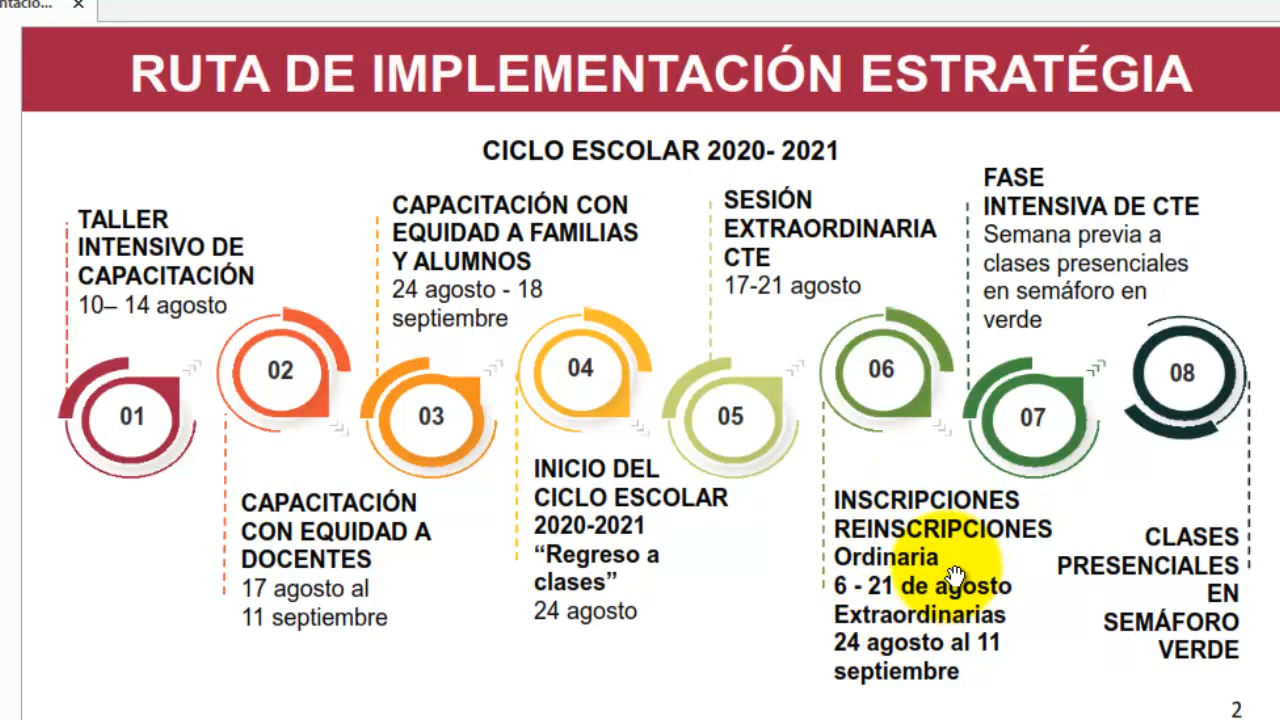 ntacio...
RUTA DE IMPLEMENTACIÓN ESTRATÉGIA
CICLO ESCOLAR 2020- 2021
TALLER
INTENSIVO DE
CAPACITACIÓN
10– 14 agosto
CAPACITACIÓN CON
EQUIDAD A FAMILIAS
Y ALUMNOS
24 agosto - 18
septiembre
SESIÓN
EXTRAORDINARIA
CTE
17-21 agosto
FASE
INTENSIVA DE CTE
Semana previa a
clases presenciales
en semáforo en
verde
01
02
03
04
05
06
07
08
CAPACITACIÓN
CON EQUIDAD A
DOCENTES
17 agosto al
11 septiembre
INICIO DEL
CICLO ESCOLAR
2020-2021
“Regreso a
clases”
24 agosto
INSCRIPCIONES
REINSCRIPCIONES
Ordinaria
6 - 21 de agosto
Extraordinarias
24 agosto al 11
septiembre
CLASES
PRESENCIALES
EN
SEMÁFORO
VERDE
2